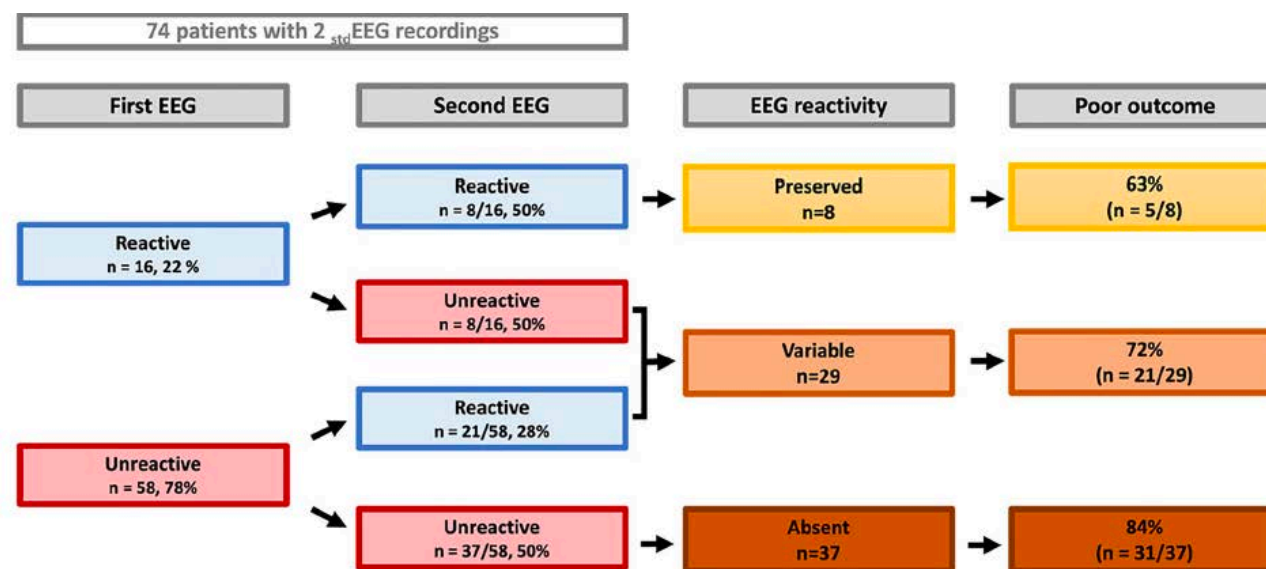 74 patients with 2 stdEEG recordings
First EEG
Second EEG
EEG reactivity
Poor outcome
Reactive
n = 8/16, 50%
Preserved
n=8
63%
(n = 5/8)
Reactive
n = 16, 22 %
Unreactive
n = 8/16, 50%
Variable
n=29
72%
(n = 21/29)
Reactive
n = 21/58, 28%
Unreactive
n = 58, 78%
Unreactive
n = 37/58, 50%
Absent
n=37
84%
(n = 31/37)